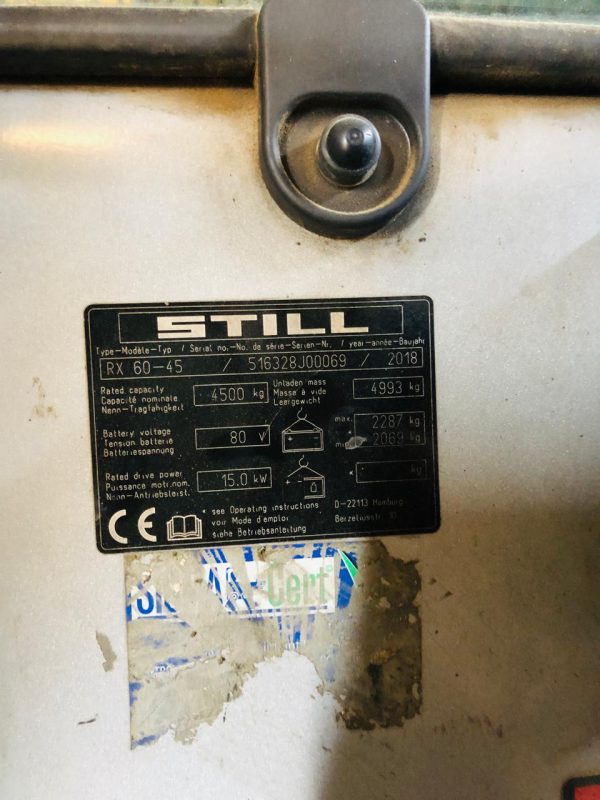 STILL
Type-Modèle-Typ / Serial no.-No. de série-Serien-Nr. / year-année-Baujahr
RX 60-45 / 516328J00069 / 2018
Rated capacity
Capacité nominale
Nenn-Tragfähigkeit
4500 kg
Unladen mass
Masse à vide
Leergewicht
4993 kg
Battery voltage
Tension batterie
Batteriespannung
80 V
max. 2287 kg
min. 2069 kg
Rated drive power
Puissance motr.nom.
Nenn-Antriebsleist.
15.0 kW
* kg
CE
* see Operating instructions
voir Mode d'emploi
siehe Betriebsanleitung
D-22113 Hamburg
Berzeliusstr. 10
Cert